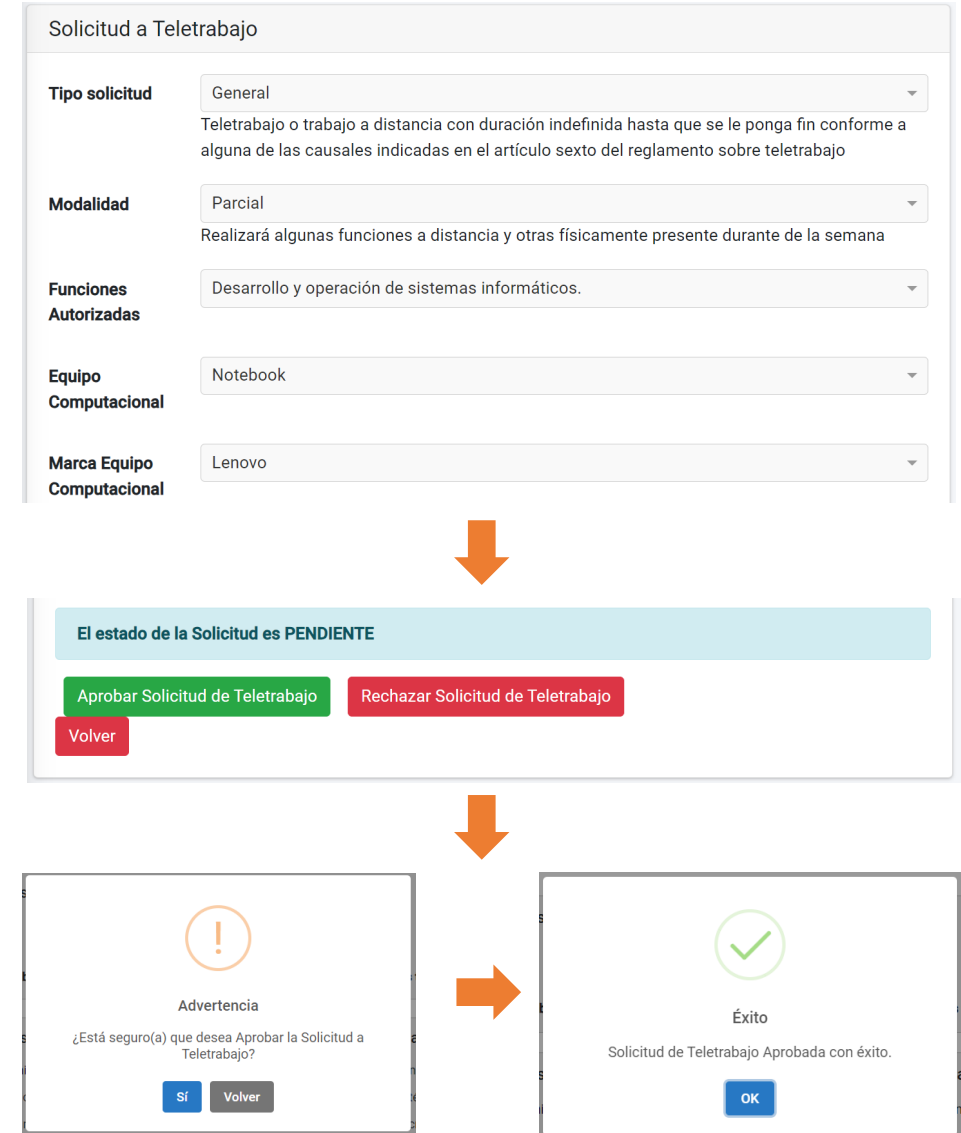 Solicitud a Teletrabajo
Tipo solicitud
General
Teletrabajo o trabajo a distancia con duración indefinida hasta que se le ponga fin conforme a
alguna de las causales indicadas en el artículo sexto del reglamento sobre teletrabajo
Modalidad
Parcial
Realizará algunas funciones a distancia y otras físicamente presente durante de la semana
Funciones
Autorizadas
Desarrollo y operación de sistemas informáticos.
Equipo
Computacional
Notebook
Marca Equipo
Computacional
Lenovo
El estado de la Solicitud es PENDIENTE
Aprobar Solicitud de Teletrabajo
Rechazar Solicitud de Teletrabajo
Volver
Advertencia
¿Está seguro(a) que desea Aprobar la Solicitud a
Teletrabajo?
Sí
Volver
Éxito
Solicitud de Teletrabajo Aprobada con éxito.
OK